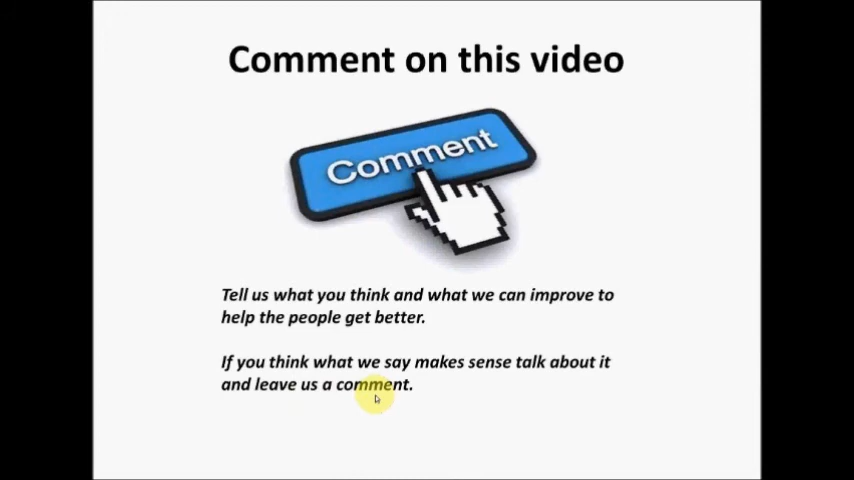 Comment on this video
Comment
Tell us what you think and what we can improve to
help the people get better.
If you think what we say makes sense talk about it
and leave us a comment.